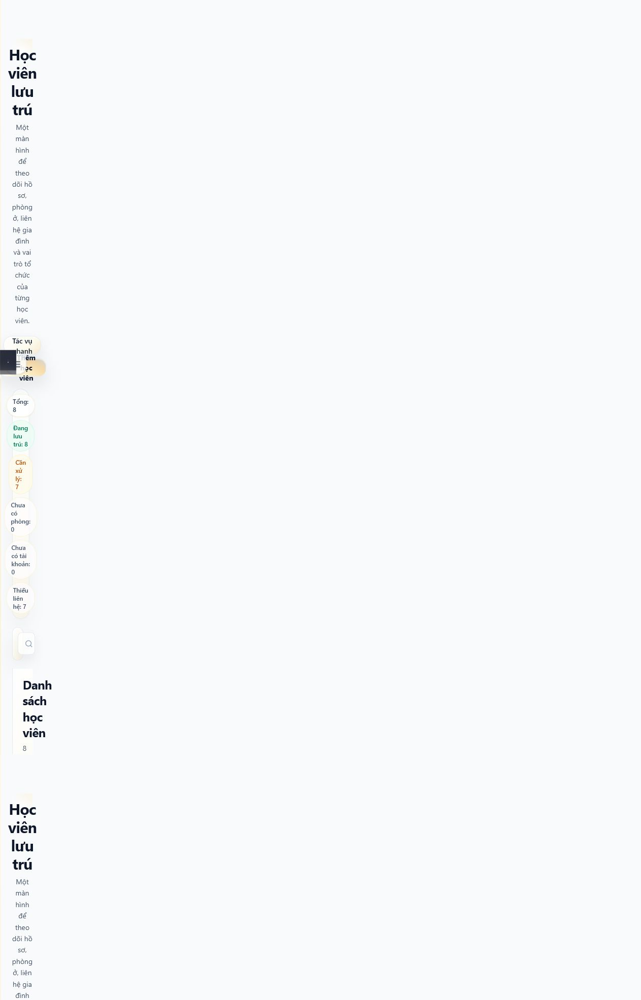 Học
viên
lưu
trú
Một
màn
hình
để
theo
dõi hồ
sơ,
phòng
ở, liên
hệ gia
đình
và vai
trò tổ
chức
của
từng
học
viên.
Tác vụ
hanh
Thêm
học
viên
Tổng:
8
Đang
lưu
trú: 8
Cần
xử
lý:
7
Chưa
có
phòng:
0
Chưa
có tài
khoản:
0
Thiếu
liên
hệ: 7
Danh
sách
học
viên
8
Học
viên
lưu
trú
Một
màn
hình
để
theo
dõi hồ
sơ,
phòng
ở, liên
hệ gia
đình